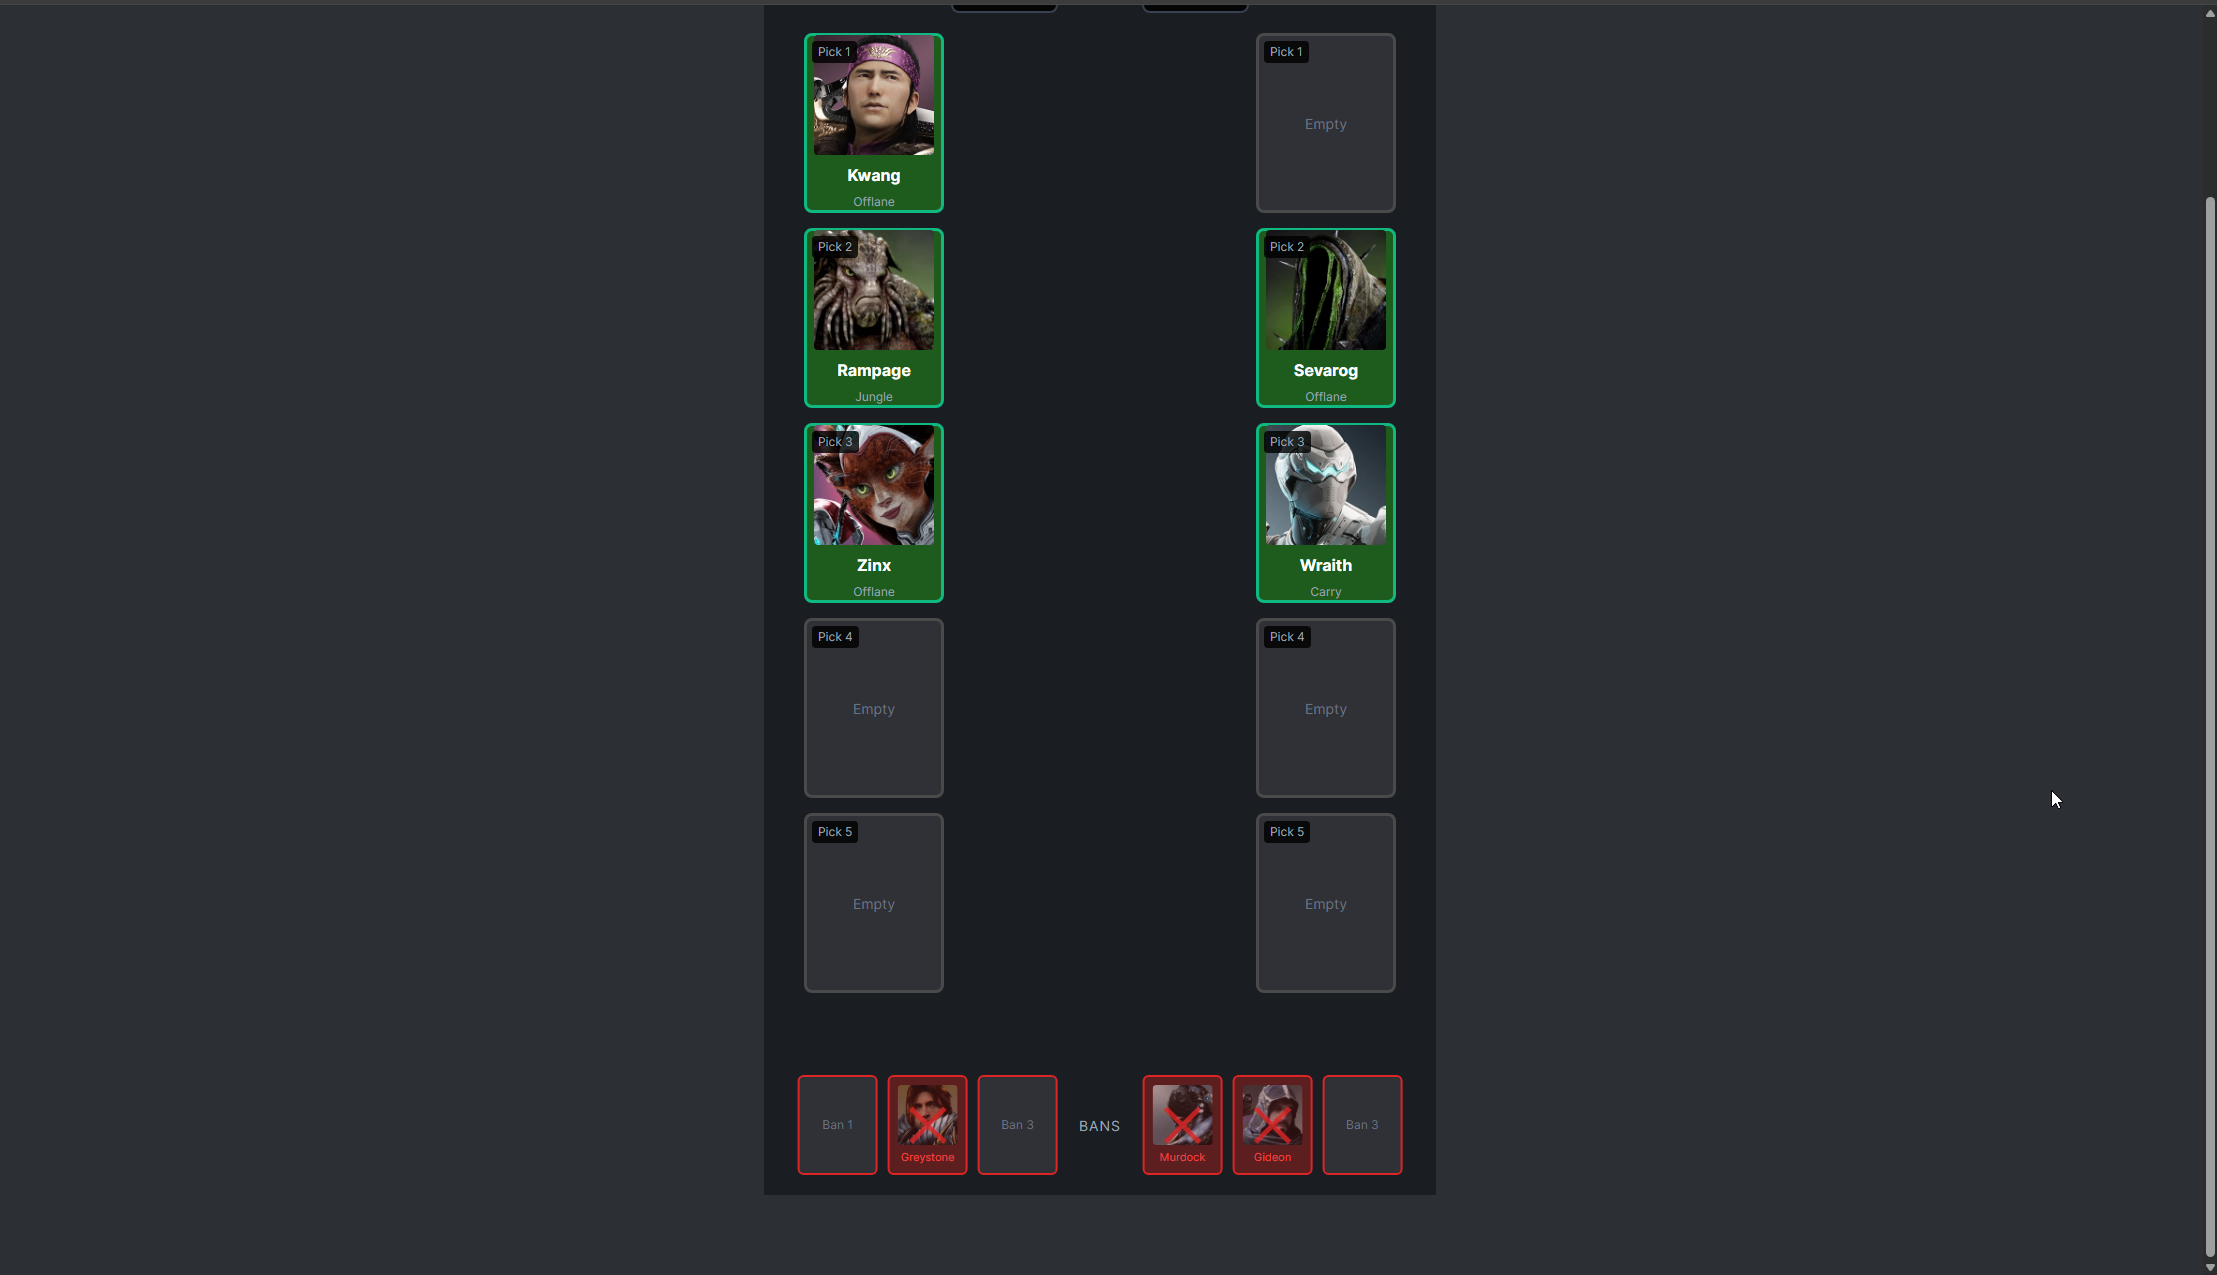 Pick 1
Kwang
Offlane
Pick 1
Empty
Pick 2
Rampage
Jungle
Pick 2
Sevarog
Offlane
Pick 3
Zinx
Offlane
Pick 3
Wraith
Carry
Pick 4
Empty
Pick 4
Empty
Pick 5
Empty
Pick 5
Empty
Ban 1
Greystone
Ban 3
BANS
Murdock
Gideon
Ban 3